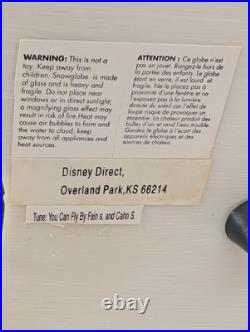 WARNING: This is not a
toy. Keep away from
children. Snowglobe is made
of glass and is heavy and
fragile. Do not place near
windows or in direct sunlight;
a magnifying glass effect may
result in risk of fire. Heat may
cause air bubbles to form and
the water to cloud; keep
away from all appliances and
heat sources.
ATTENTION : Ce globe n'est
pas un jouet. Rangez-le hors de
la portée des enfants. Le globe
étant en verre, il est lourd et
fragile. Ne le placez pas à
proximité d'une fenêtre et ne
l'exposez pas à la lumière
directe du soleil car l'effet de
loupe risque de provoquer un
incendie. La chaleur produit des
bulles d'air et rend l'eau trouble.
Gardez le globe à l'écart des
appareils électriques et des
sources de chaleur.
Disney Direct,
Overland Park,KS 66214
Tune: You Can Fly By Fain s. and Cahn S.